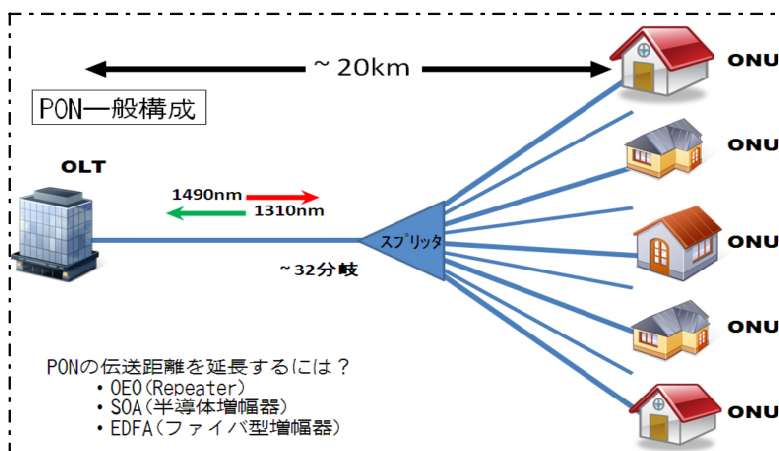 ~20km
ONU
PON一般構成
OLT
ONU
1490nm
1310nm
スプリッタ
ONU
~32分岐
ONU
PONの伝送距離を延長するには？
・OEO(Repeater)
・SOA(半導体増幅器)
・EDFA(ファイバ型増幅器)
ONU